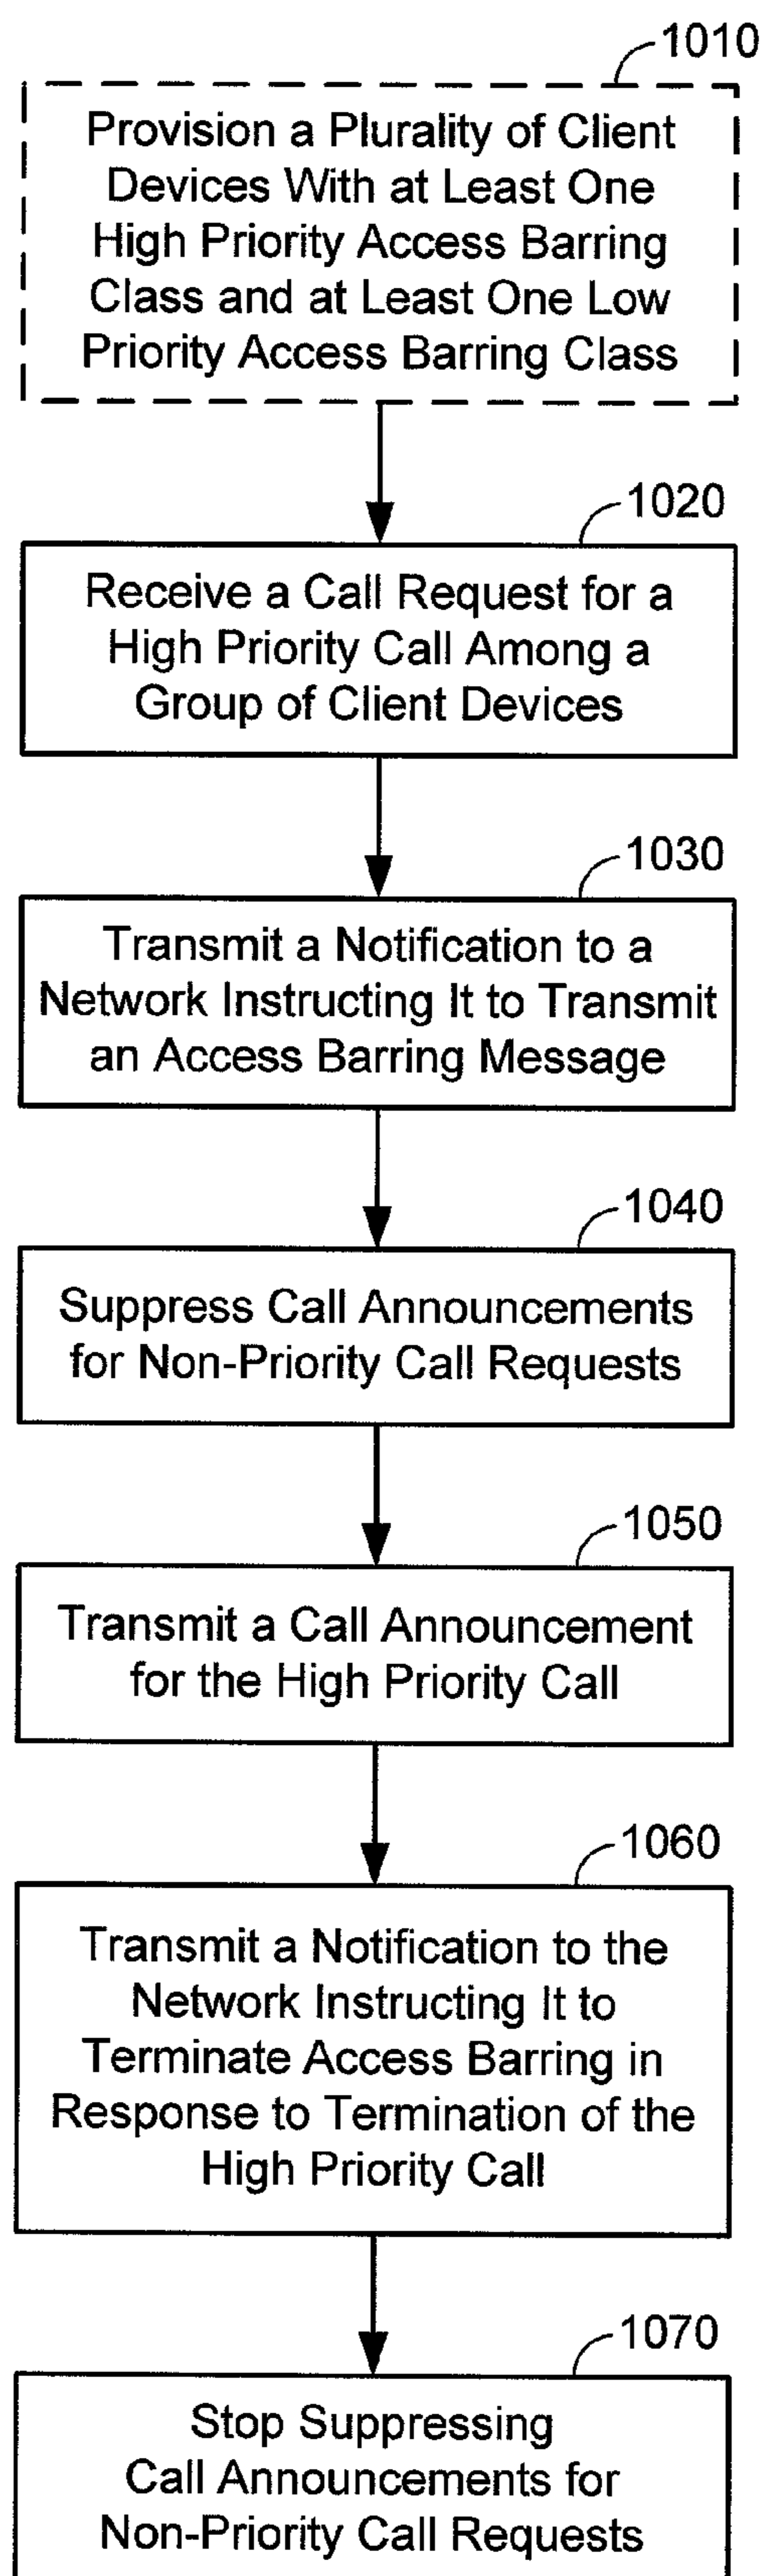 1010
Provision a Plurality of Client
Devices With at Least One
High Priority Access Barring
Class and at Least One Low
Priority Access Barring Class
1020
Receive a Call Request for a
High Priority Call Among a
Group of Client Devices
1030
Transmit a Notification to a
Network Instructing It to Transmit
an Access Barring Message
1040
Suppress Call Announcements
for Non-Priority Call Requests
1050
Transmit a Call Announcement
for the High Priority Call
1060
Transmit a Notification to the
Network Instructing It to
Terminate Access Barring in
Response to Termination of the
High Priority Call
1070
Stop Suppressing
Call Announcements for
Non-Priority Call Requests